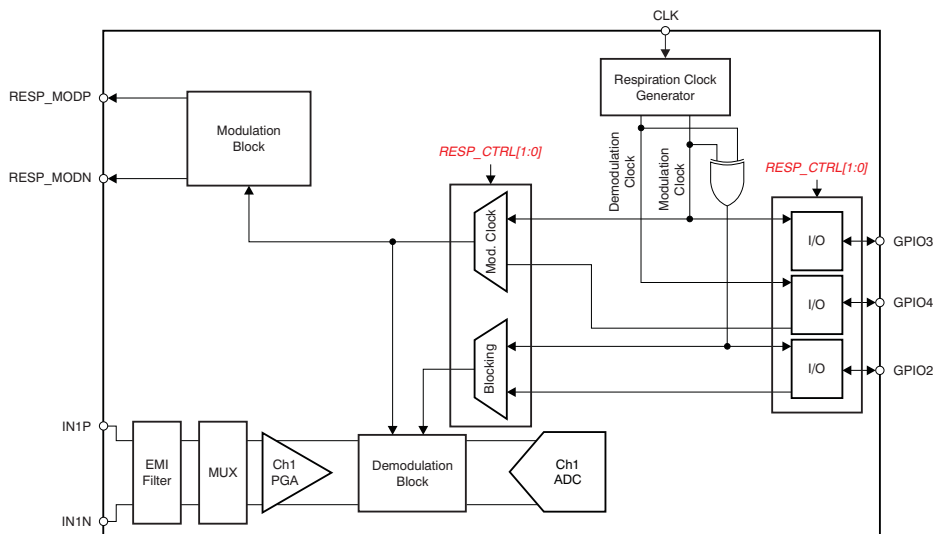 CLK
RESP_MODP
RESP_MODN
Modulation
Block
Respiration Clock
Generator
RESP_CTRL[1:0]
Demodulation
Clock
Modulation
Clock
RESP_CTRL[1:0]
Mod. Clock
I/O
GPIO3
I/O
GPIO4
Blocking
I/O
GPIO2
IN1P
IN1N
EMI
Filter
MUX
Ch1
PGA
Demodulation
Block
Ch1
ADC